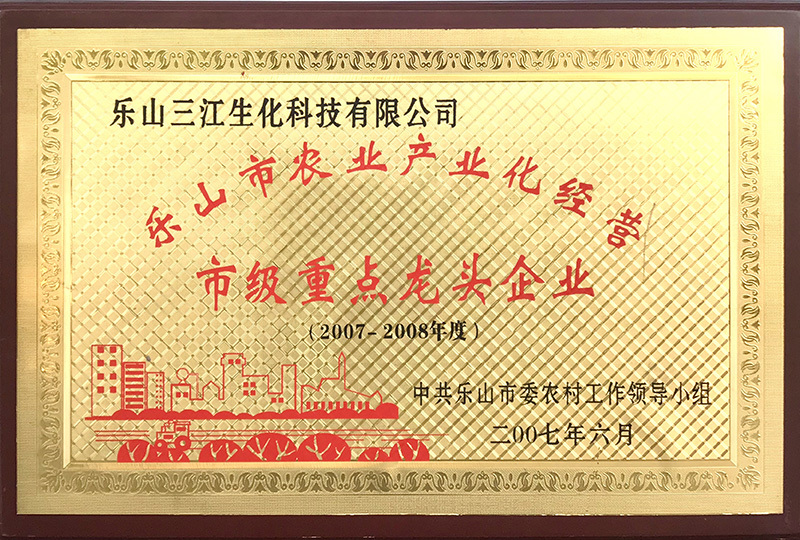 乐山三江生化科技有限公司
乐山市农业产业化经营
市级重点龙头企业
(2007-2008年度)
中共乐山市委农村工作领导小组
二00七年六月